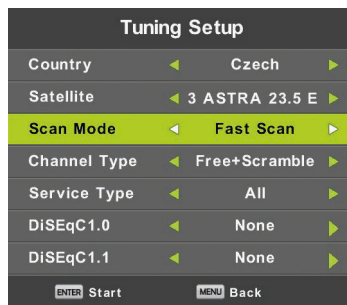 Tuning Setup
Country Czech
Satellite 3 ASTRA 23.5 E
Scan Mode Fast Scan
Channel Type Free+Scramble
Service Type All
DiSEqC1.0 None
DiSEqC1.1 None
ENTER Start MENU Back